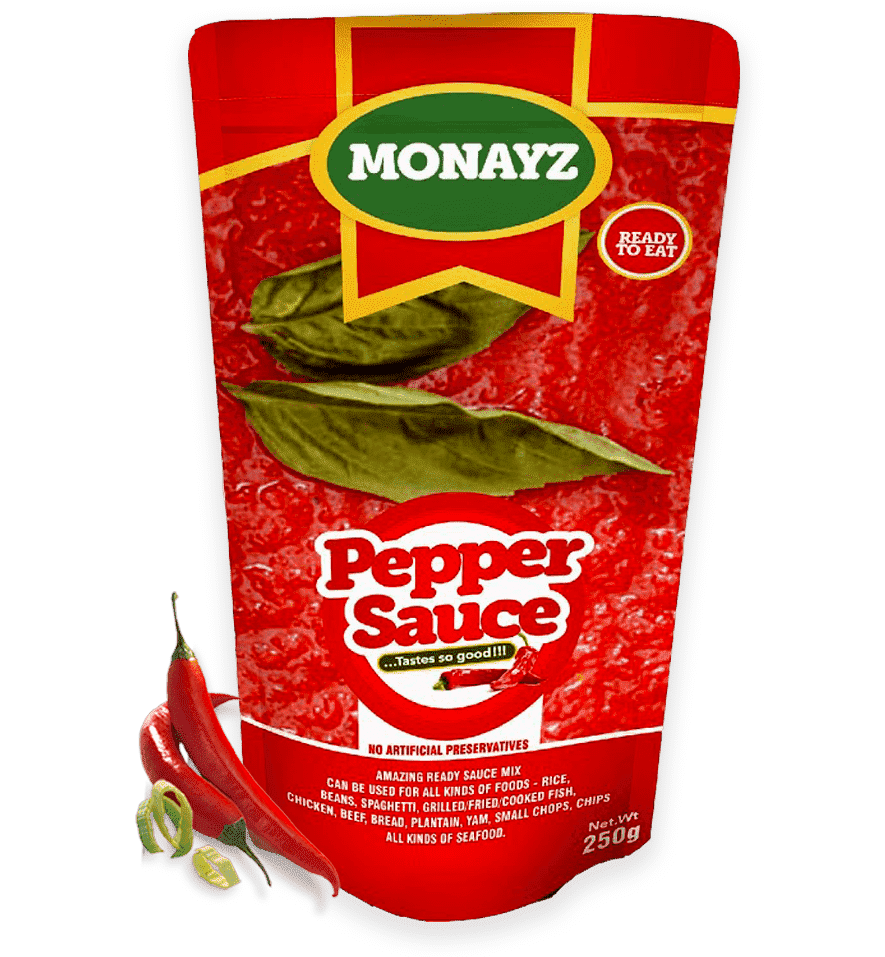 MONAYZ
READY
TO EAT
Pepper
Sauce
...Tastes so good!!!
NO ARTIFICIAL PRESERVATIVES
AMAZING READY SAUCE MIX
CAN BE USED FOR ALL KINDS OF FOODS - RICE,
BEANS, SPAGHETTI, GRILLED/FRIED/COOKED FISH,
CHICKEN, BEEF, BREAD, PLANTAIN, YAM, SMALL CHOPS, CHIPS
ALL KINDS OF SEAFOOD.
Net.Wt
250g